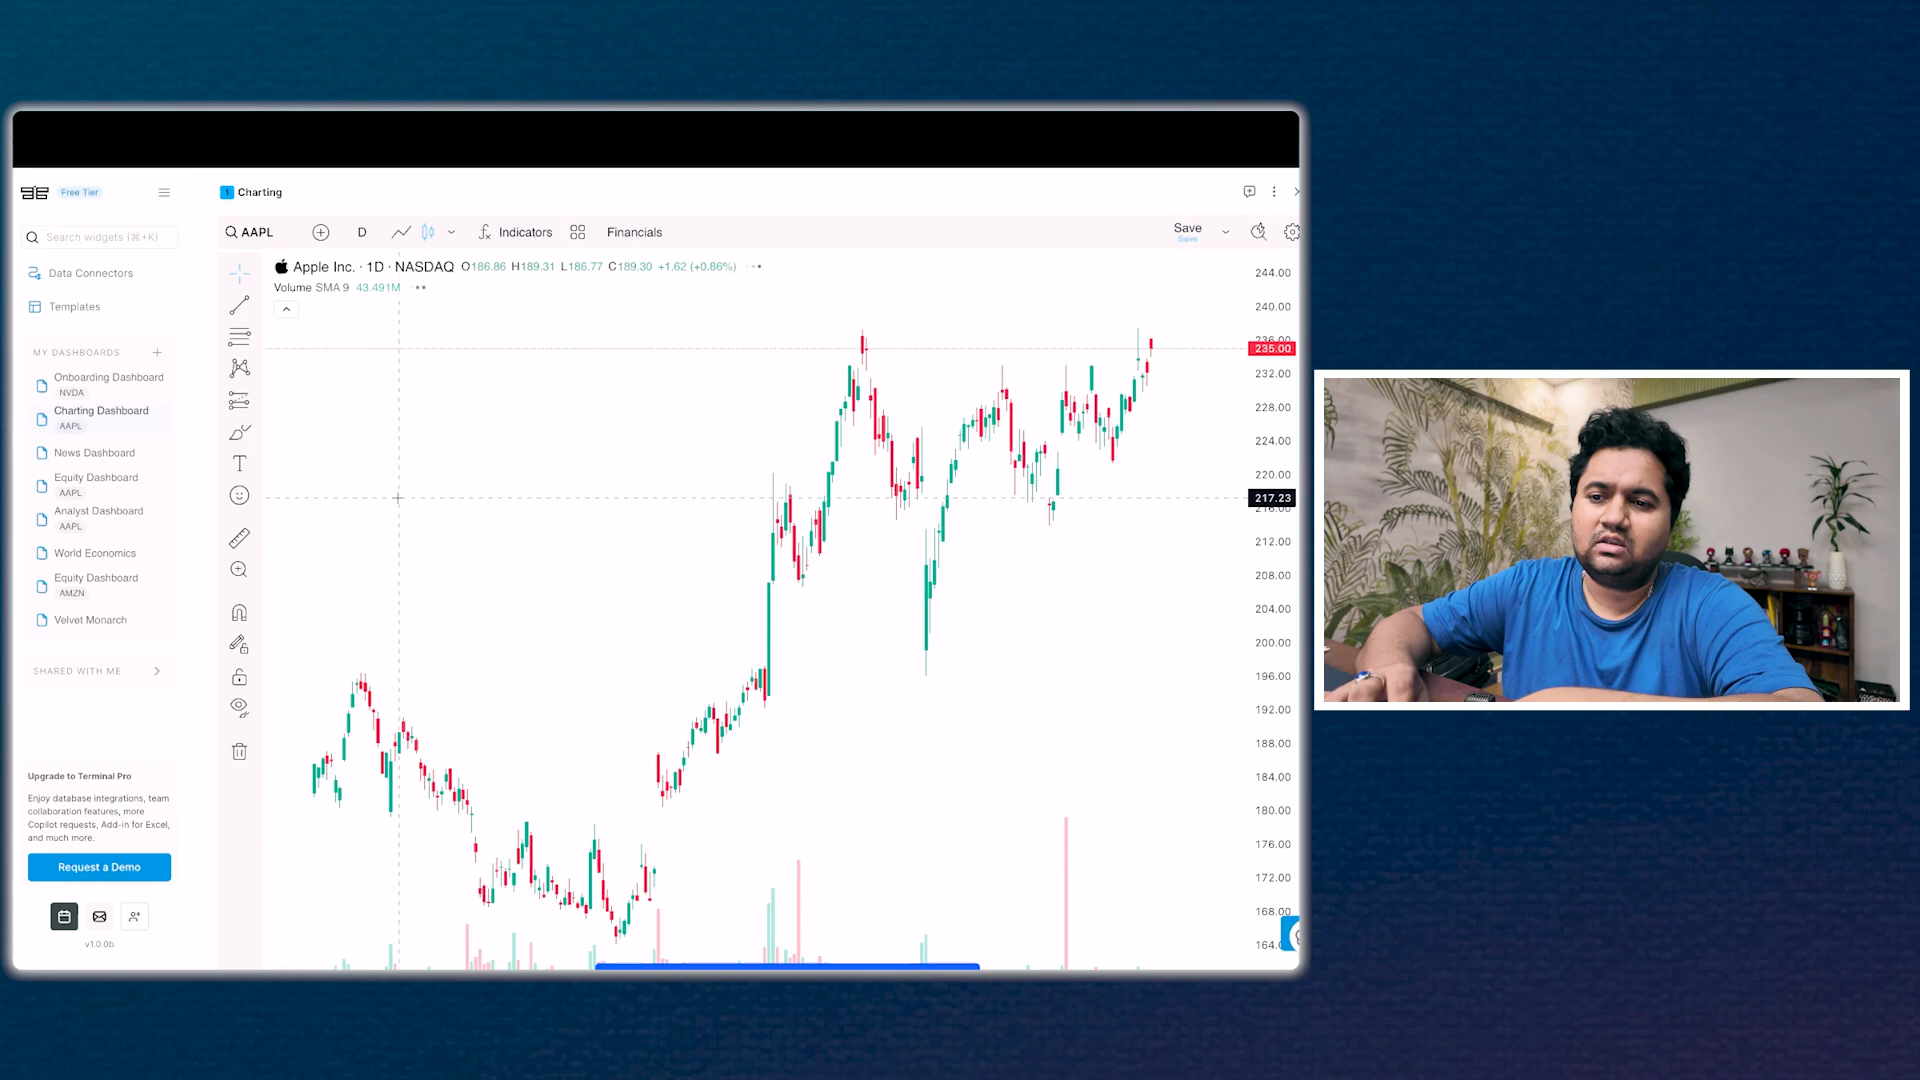 Free Tier
Search widgets (⌘+K)
Data Connectors
Templates
MY DASHBOARDS
Onboarding Dashboard
NVDA
Charting Dashboard
AAPL
News Dashboard
Equity Dashboard
AAPL
Analyst Dashboard
AAPL
World Economics
Equity Dashboard
AMZN
Velvet Monarch
SHARED WITH ME
Upgrade to Terminal Pro
Enjoy database integrations, team
collaboration features, more
Copilot requests, Add-in for Excel,
and much more.
Request a Demo
v1.0.0b
1 Charting
AAPL
D
Indicators
Financials
Save
Save
Apple Inc. · 1D · NASDAQ O186.86 H189.31 L186.77 C189.30 +1.62 (+0.86%)
Volume SMA 9 43.491M
244.00
240.00
236.00
235.00
232.00
228.00
224.00
220.00
217.23
216.00
212.00
208.00
204.00
200.00
196.00
192.00
188.00
184.00
180.00
176.00
172.00
168.00